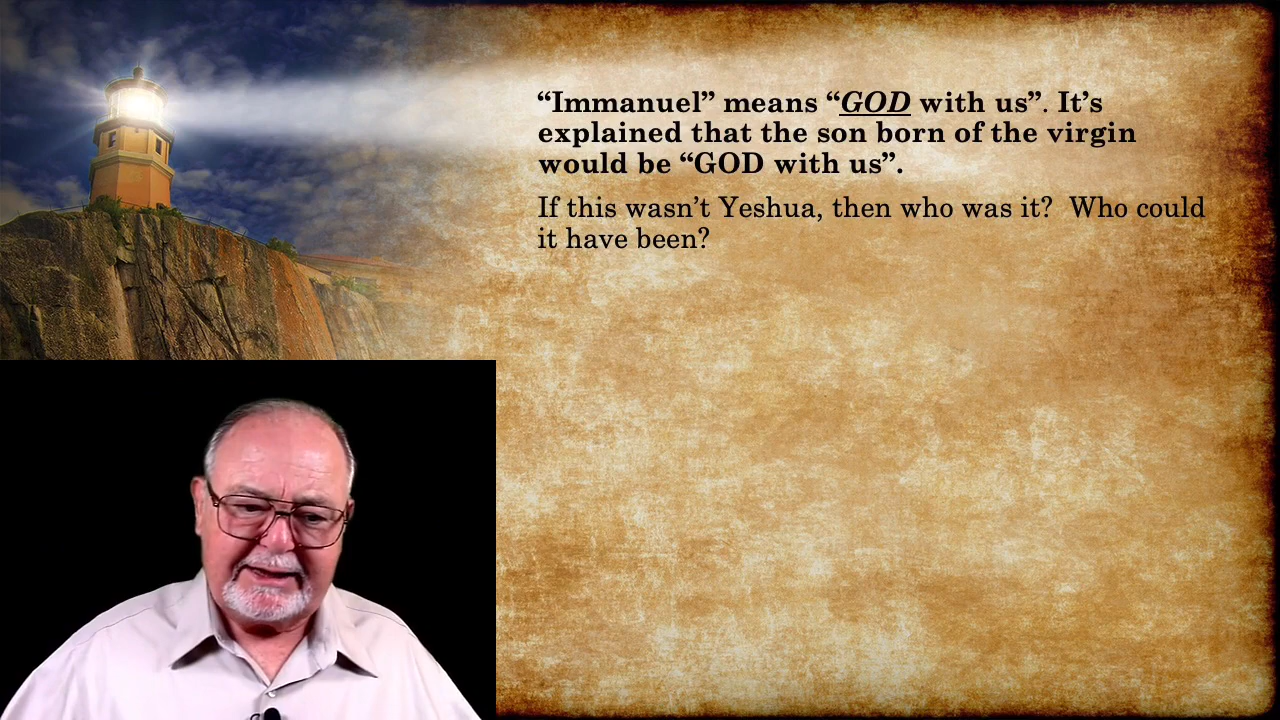 “Immanuel” means “GOD with us”. It’s
explained that the son born of the virgin
would be “GOD with us”.
If this wasn’t Yeshua, then who was it?  Who could
it have been?